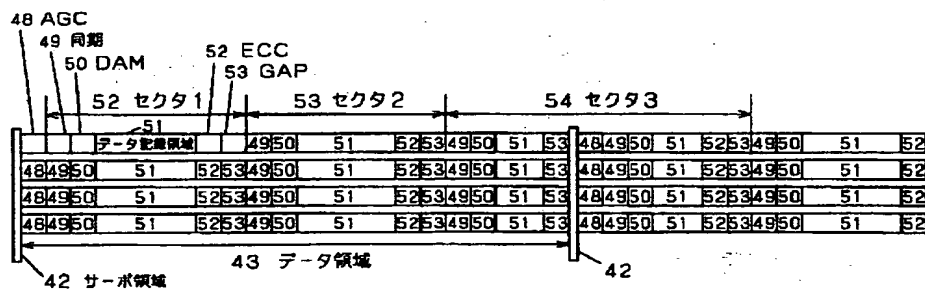 48 AGC
49 同期
50 DAM
52 ECC
53 GAP
52 セクタ1 53 セクタ2 54 セクタ3
51
データ記録領域 49 50 51 52 53 49 50 51 53 48 49 50 51 52 53 49 50 51 52
48 49 50 51 52 53 49 50 51 52 53 49 50 51 53 48 49 50 51 52 53 49 50 51 52
48 49 50 51 52 53 49 50 51 52 53 49 50 51 53 48 49 50 51 52 53 49 50 51 52
48 49 50 51 52 53 49 50 51 52 53 49 50 51 53 48 49 50 51 52 53 49 50 51 52
43 データ領域
42 サーボ領域
42